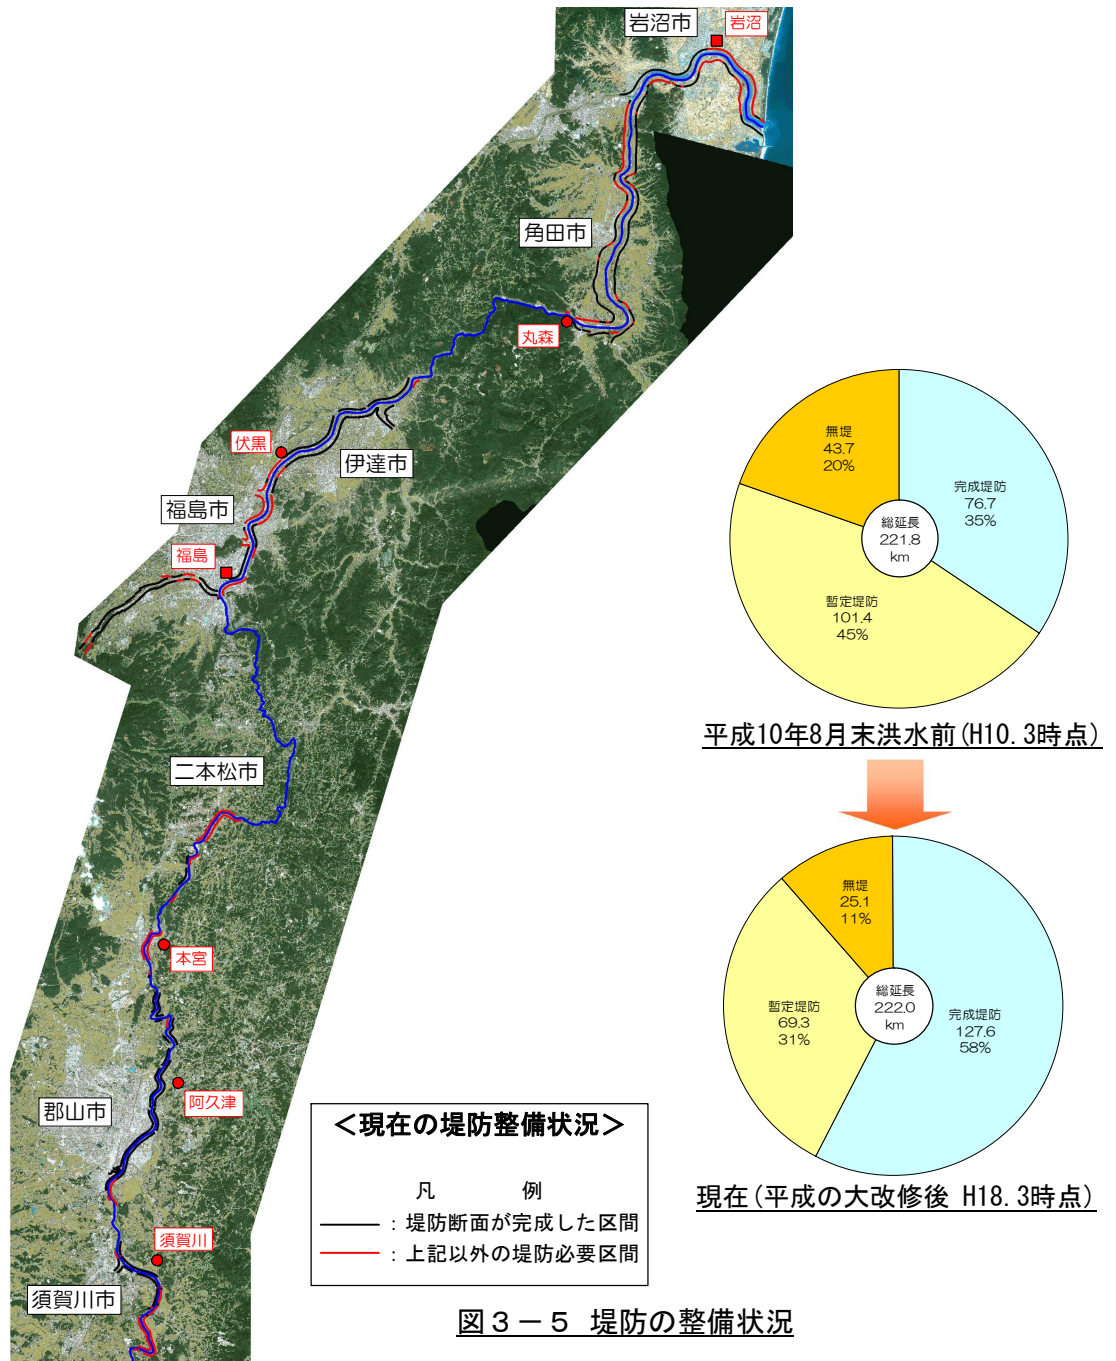 岩沼市
岩沼
角田市
丸森
伏黒
伊達市
福島市
福島
二本松市
本宮
阿久津
郡山市
須賀川
須賀川市
無堤
43.7
20%
完成堤防
76.7
35%
総延長
221.8
km
暫定堤防
101.4
45%
平成10年8月末洪水前(H10.3時点)
無堤
25.1
11%
総延長
222.0
km
暫定堤防
69.3
31%
完成堤防
127.6
58%
現在(平成の大改修後 H18.3時点)
＜現在の堤防整備状況＞
凡 例
：堤防断面が完成した区間
：上記以外の堤防必要区間
図３－５ 堤防の整備状況